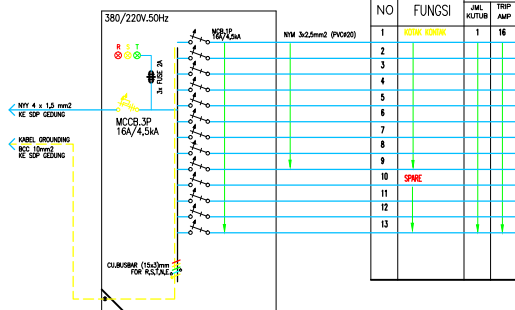 380/220V.50Hz
R S T
3x FUSE 2A
MCB.1P
16A/4,5kA
NYM 3x2,5mm2 (PVC#20)
NYY 4 x 1,5 mm2
KE SDP GEDUNG
MCCB.3P
16A/4,5kA
KABEL GROUNDING
BCC 10mm2
KE SDP GEDUNG
CU.BUSBAR (15x3)mm
FOR R,S,T,N,E
NO FUNGSI JML KUTUB TRIP AMP
1 KOTAK KONTAK 1 16
2
3
4
5
6
7
8
9
10 SPARE
11
12
13